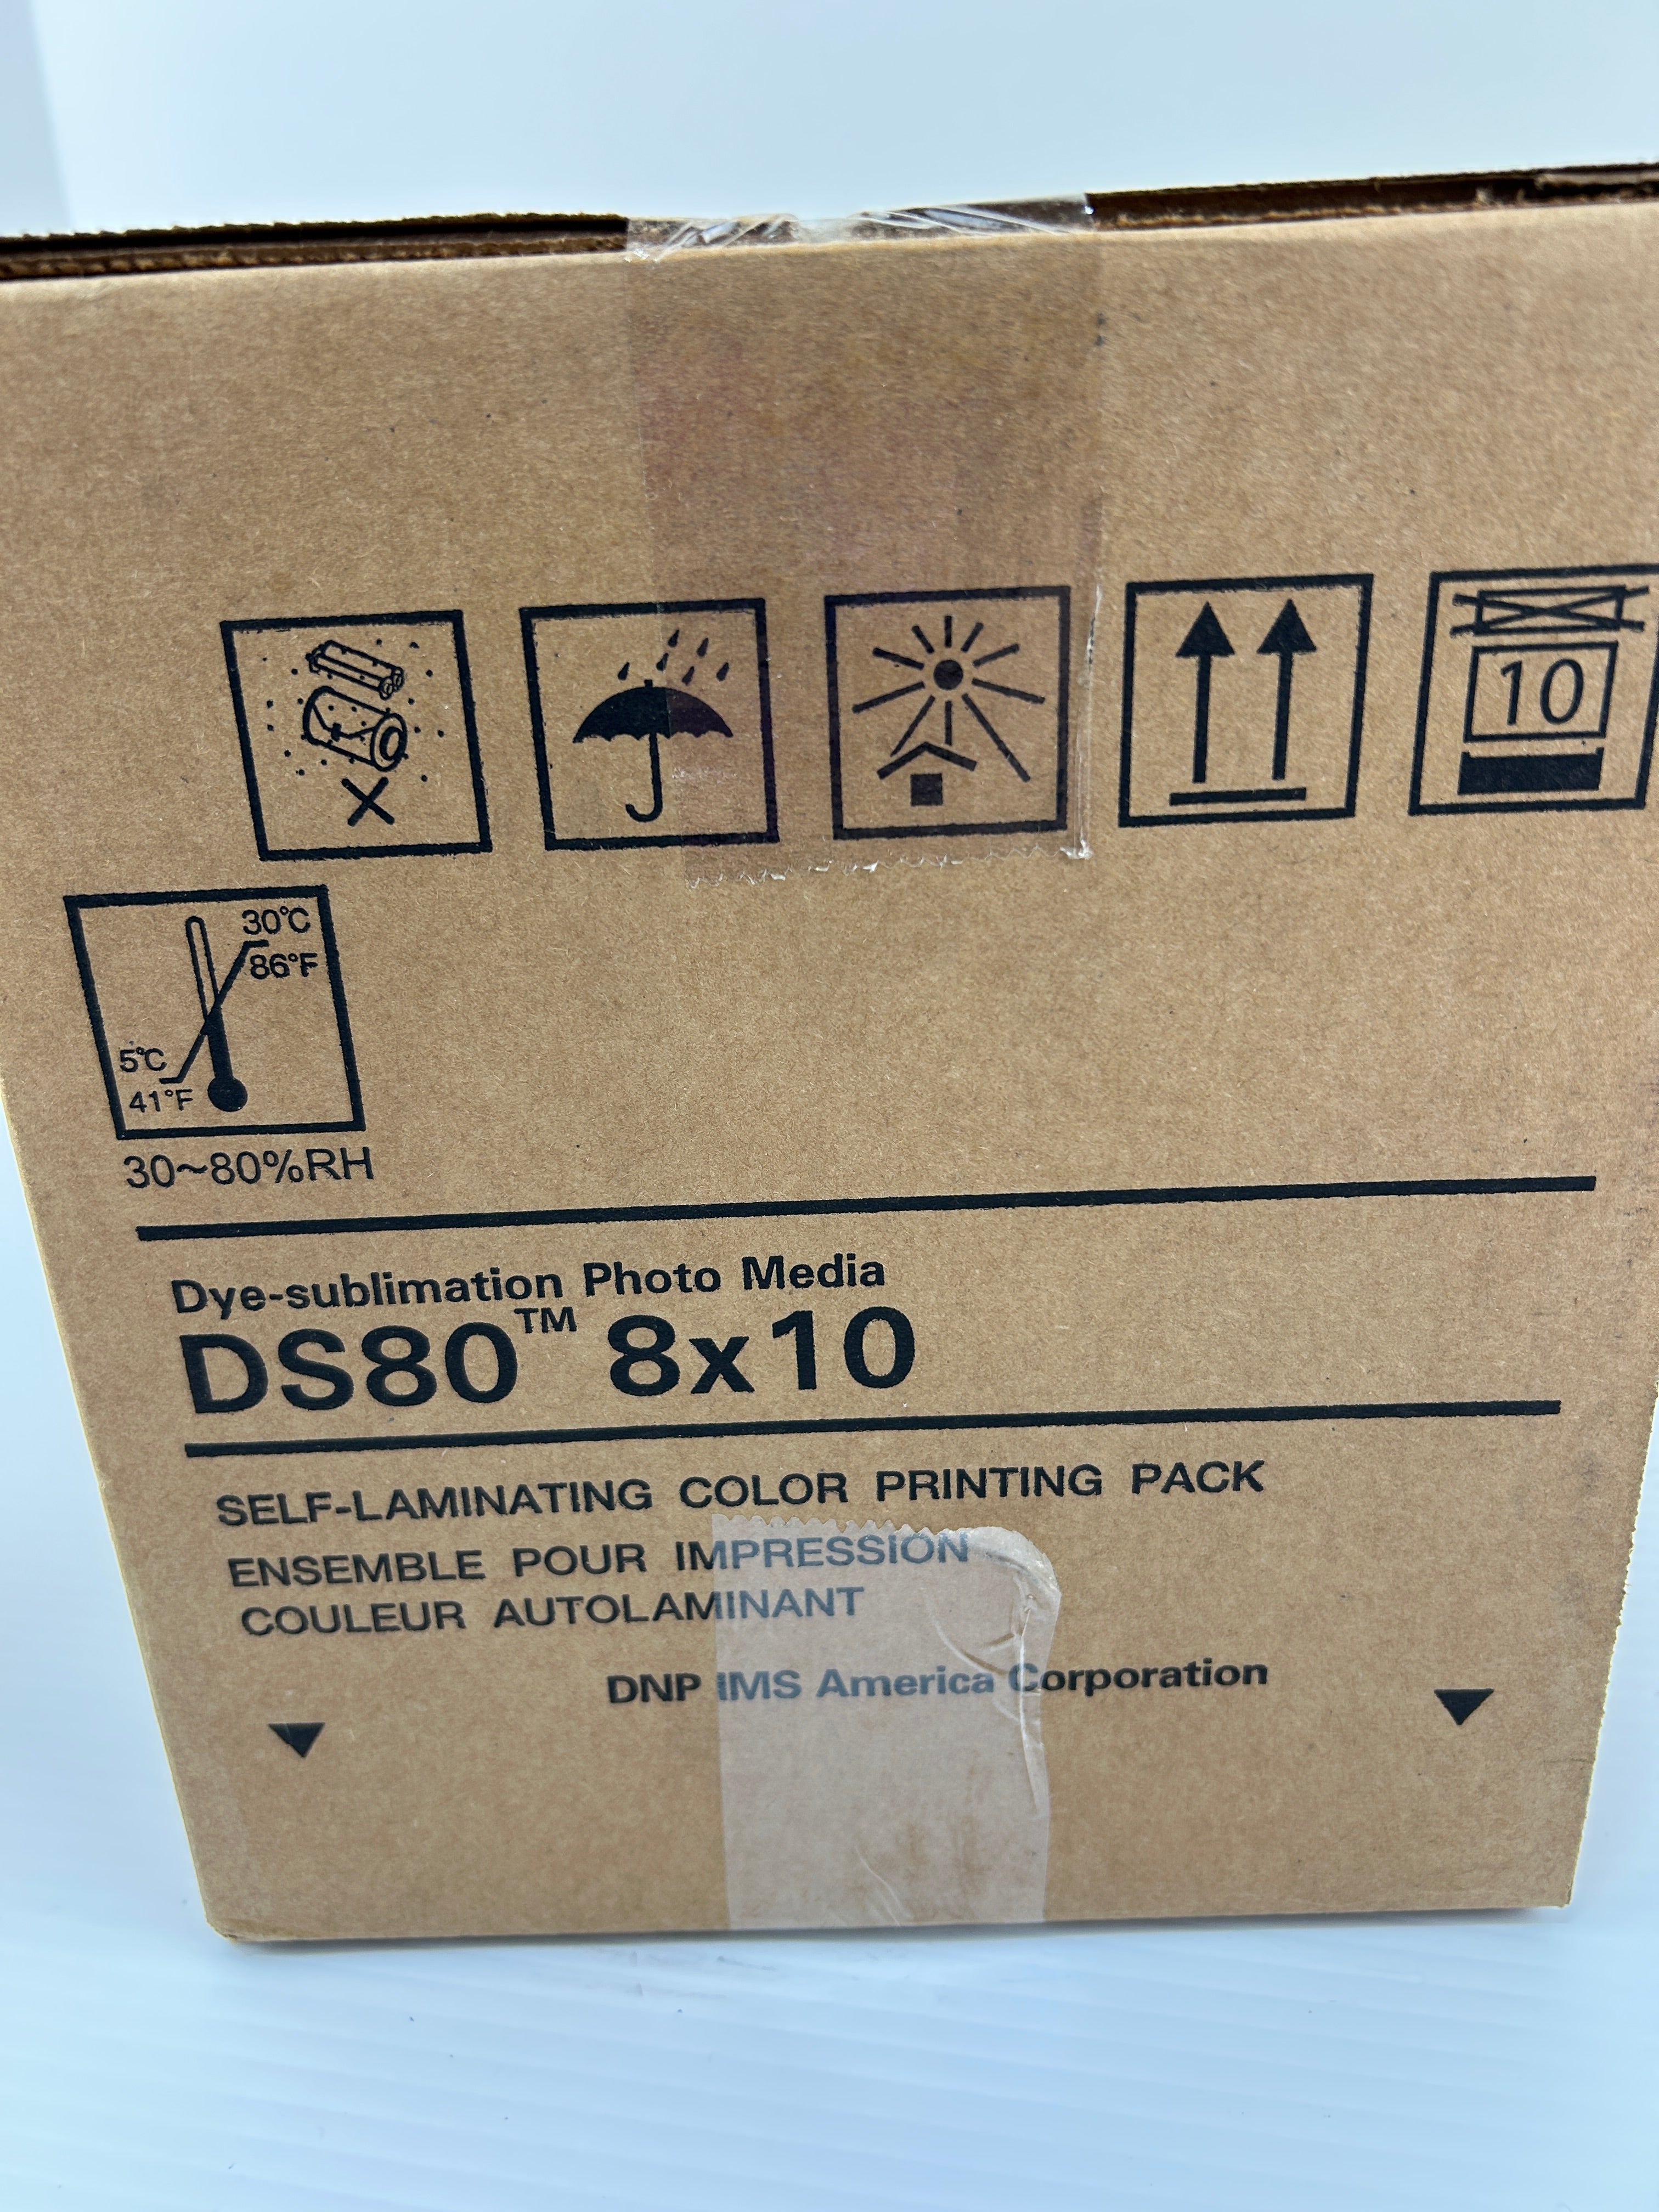 10
30°C
86°F
5°C
41°F
30~80%RH
Dye-sublimation Photo Media
DS80™ 8x10
SELF-LAMINATING COLOR PRINTING PACK
ENSEMBLE POUR IMPRESSION
COULEUR AUTOLAMINANT
DNP IMS America Corporation